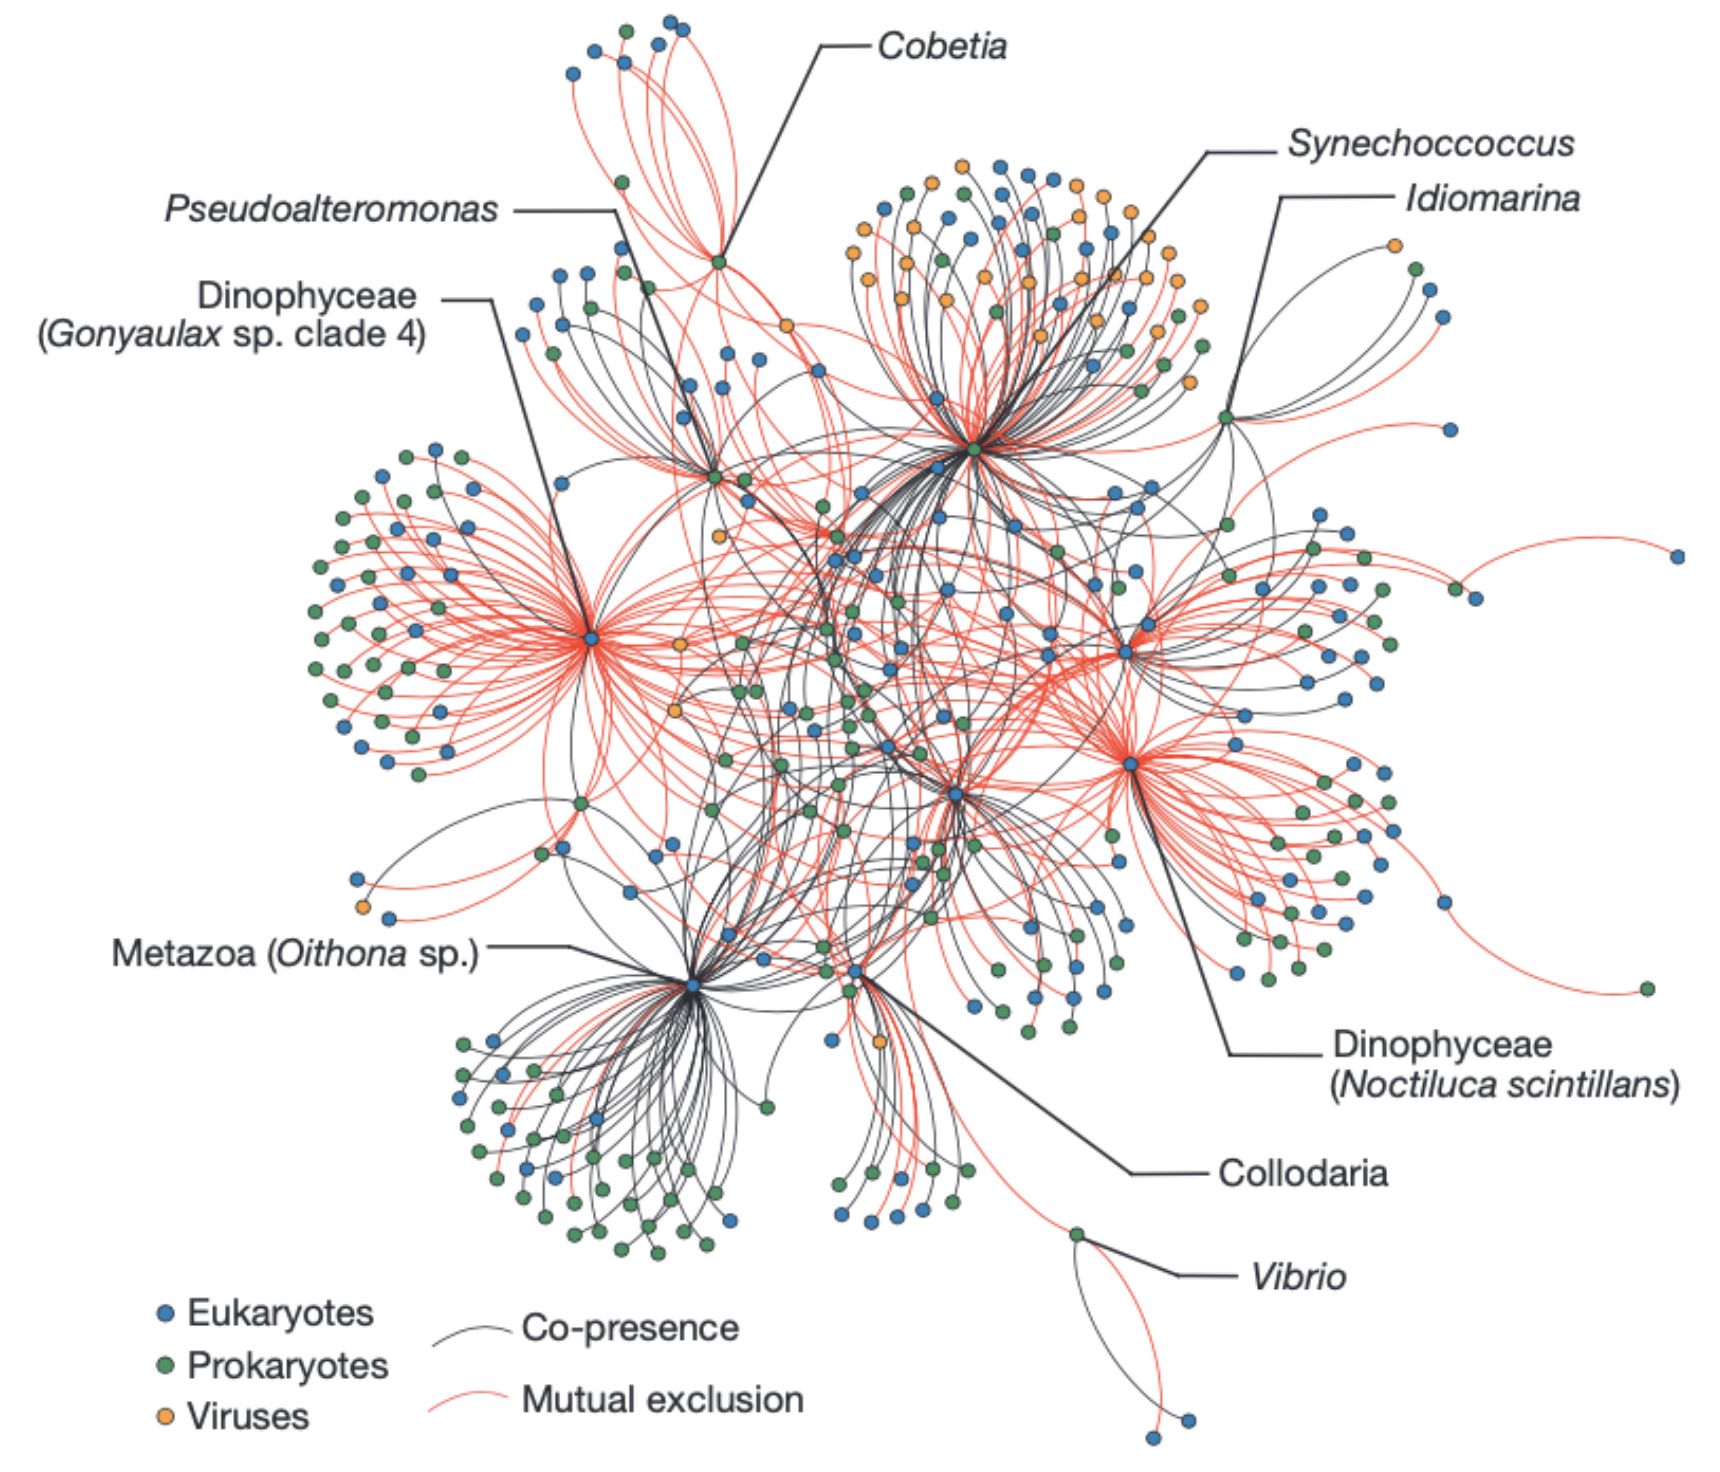 Cobetia
Synechoccoccus
Pseudoalteromonas
Idiomarina
Dinophyceae
(Gonyaulax sp. clade 4)
Metazoa (Oithona sp.)
Dinophyceae
(Noctiluca scintillans)
Collodaria
Vibrio
Eukaryotes
Co-presence
Prokaryotes
Mutual exclusion
Viruses